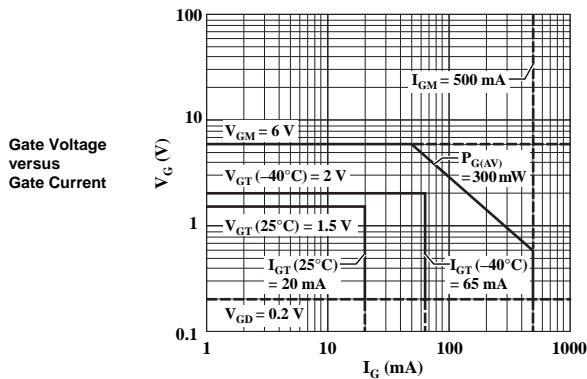 Gate Voltage
versus
Gate Current
V_G (V)
100
10
1
0.1
I_GM = 500 mA
V_GM = 6 V
P_G(AV)
= 300 mW
V_GT (–40°C) = 2 V
V_GT (25°C) = 1.5 V
I_GT (25°C)
= 20 mA
I_GT (–40°C)
= 65 mA
V_GD = 0.2 V
1
10
100
1000
I_G (mA)